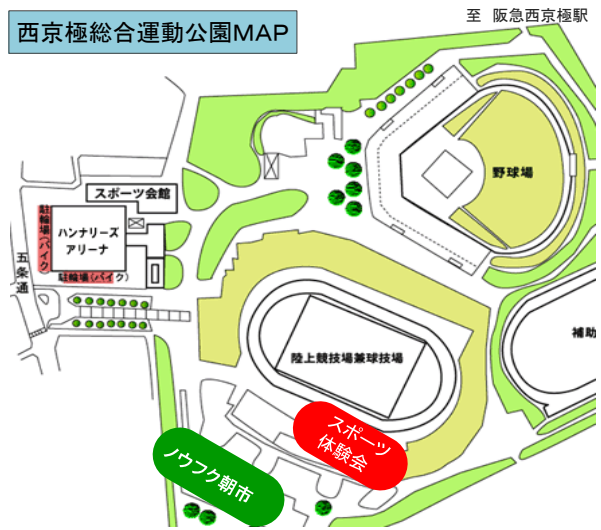 西京極総合運動公園MAP
至 阪急西京極駅
野球場
スポーツ会館
駐輪場(バイク)
ハンナリーズ
アリーナ
駐輪場(バイク)
五条通
補助
陸上競技場兼球技場
スポーツ
体験会
ノウフク朝市